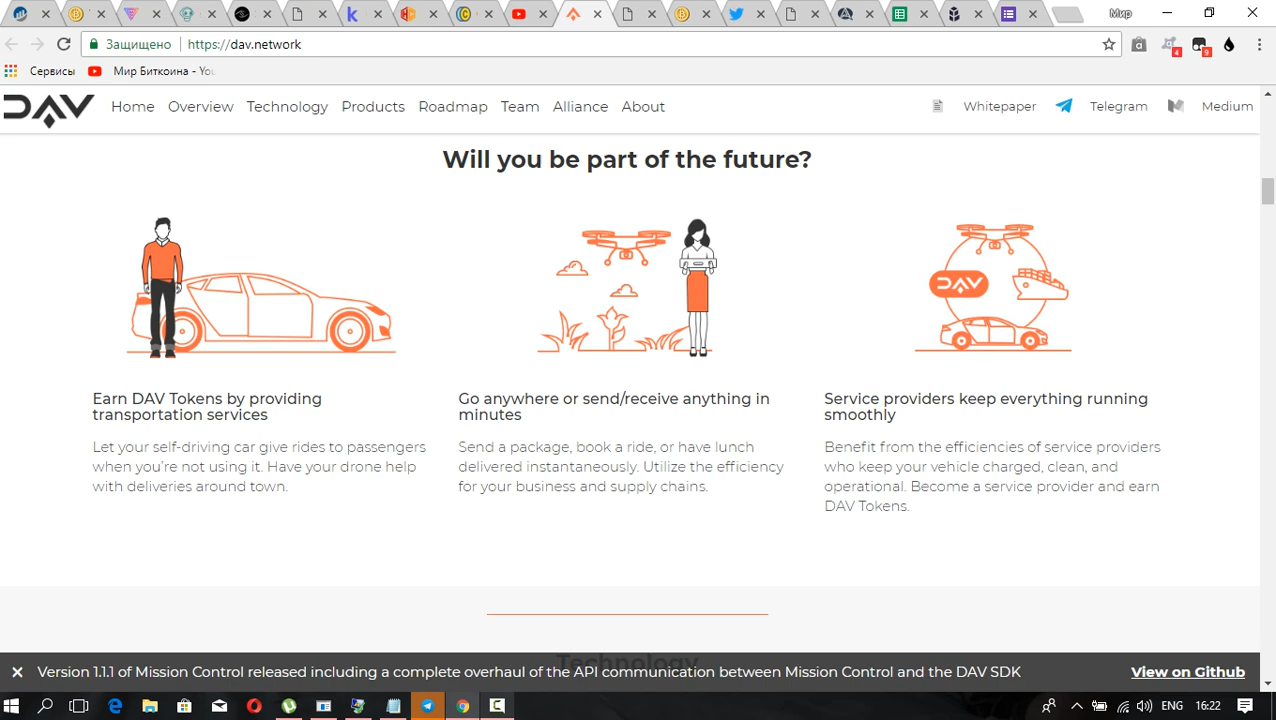 Мир
Защищено
https://dav.network
4
9
Сервисы
Мир Биткоина - You
DAV
Home
Overview
Technology
Products
Roadmap
Team
Alliance
About
Whitepaper
Telegram
Medium
Will you be part of the future?
DAV
Earn DAV Tokens by providing
transportation services
Let your self-driving car give rides to passengers
when you're not using it. Have your drone help
with deliveries around town.
Go anywhere or send/receive anything in
minutes
Send a package, book a ride, or have lunch
delivered instantaneously. Utilize the efficiency
for your business and supply chains.
Service providers keep everything running
smoothly
Benefit from the efficiencies of service providers
who keep your vehicle charged, clean, and
operational. Become a service provider and earn
DAV Tokens.
Technology
Version 1.1.1 of Mission Control released including a complete overhaul of the API communication between Mission Control and the DAV SDK
View on Github
ENG
16:22